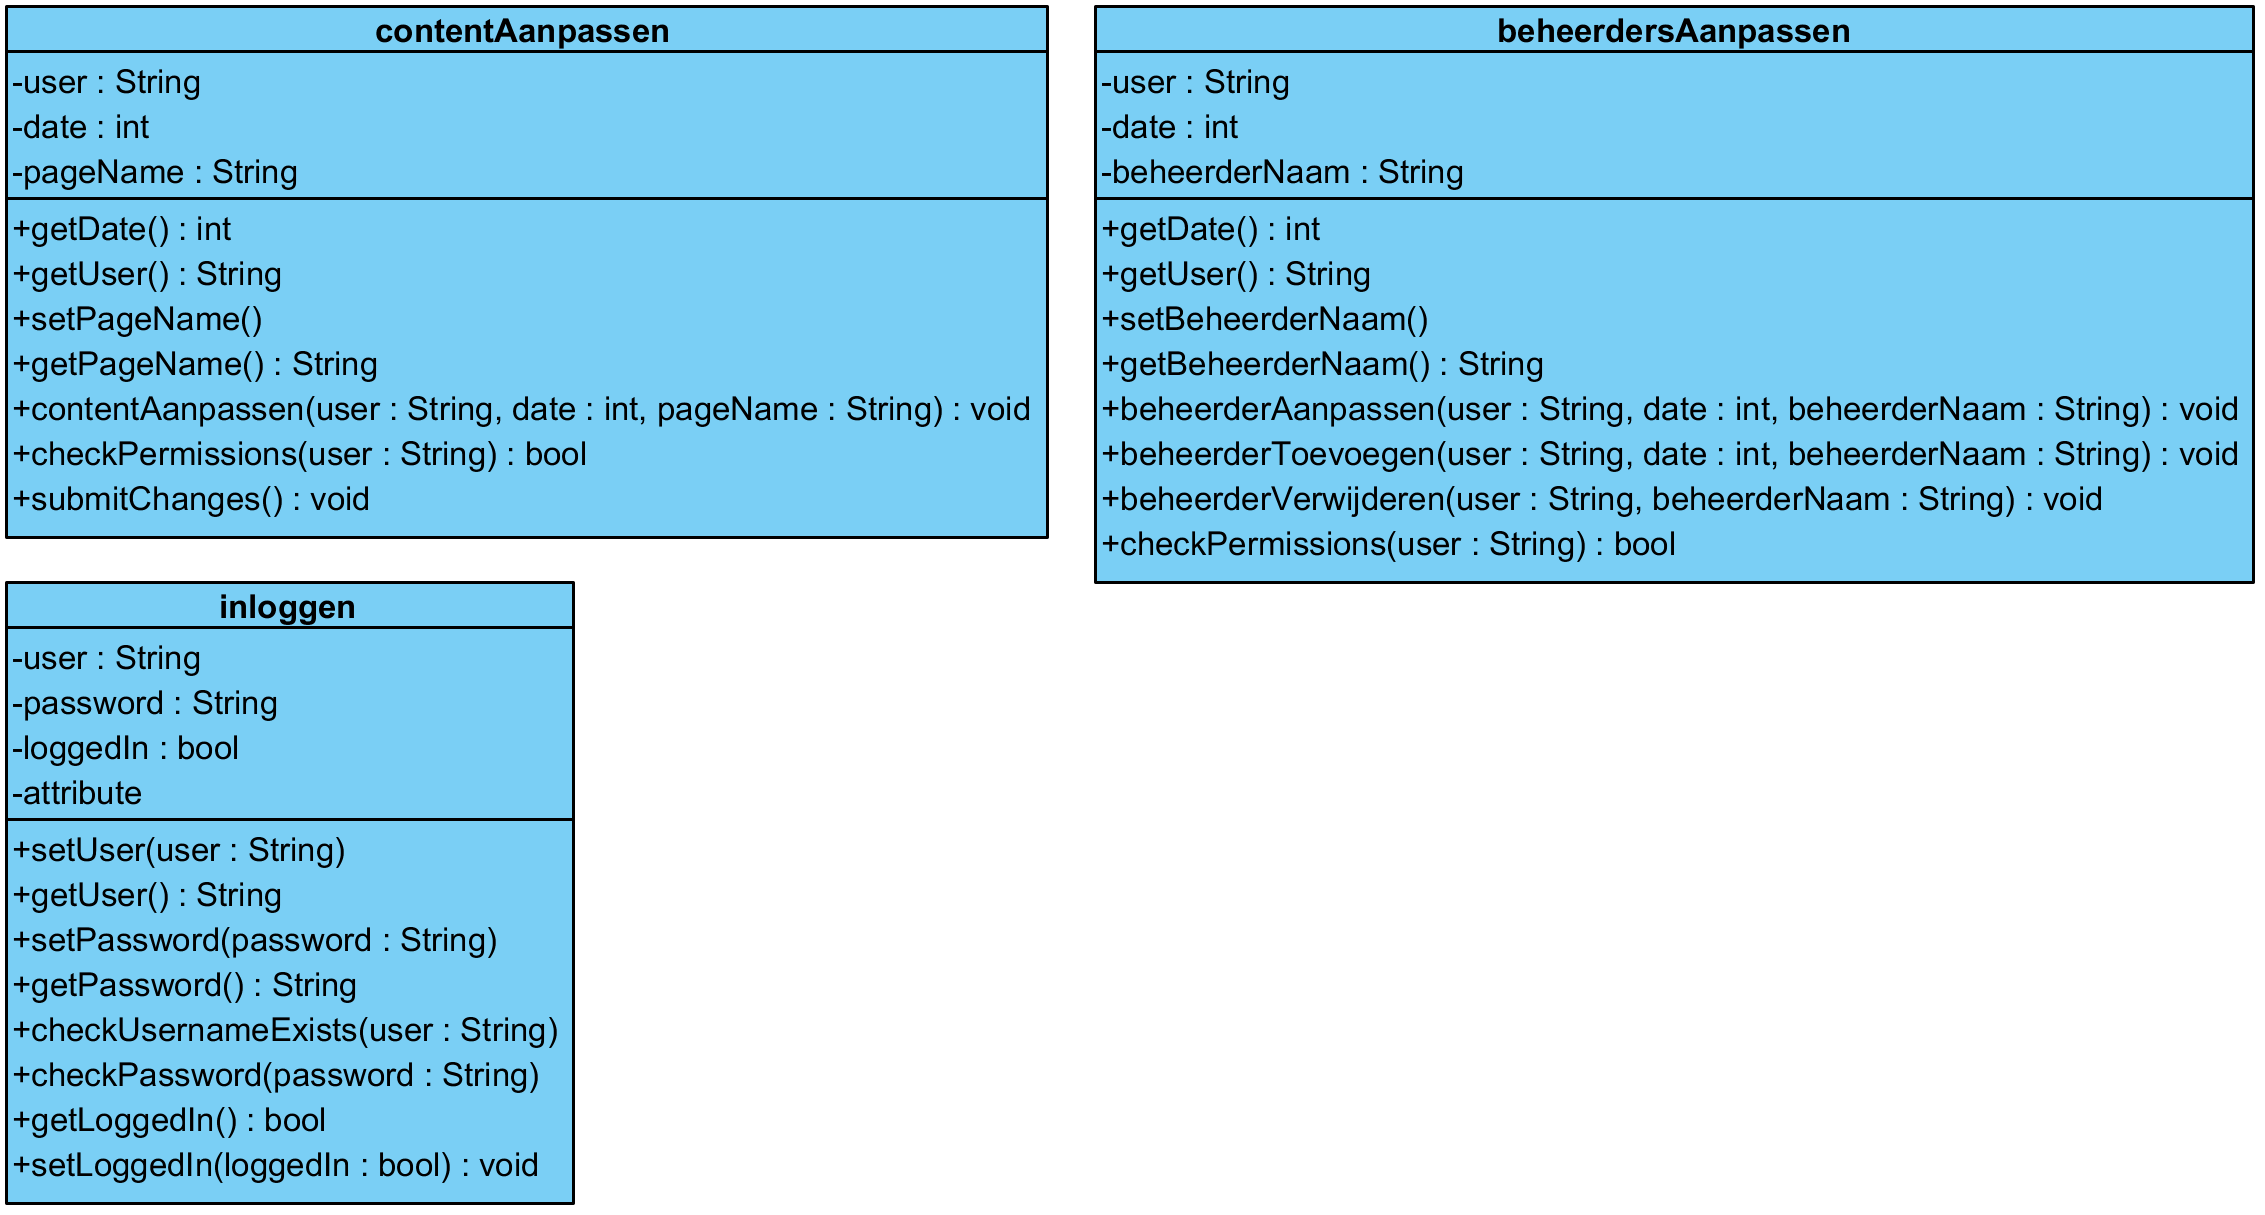 contentAanpassen
-user : String
-date : int
-pageName : String
+getDate() : int
+getUser() : String
+setPageName()
+getPageName() : String
+contentAanpassen(user : String, date : int, pageName : String) : void
+checkPermissions(user : String) : bool
+submitChanges() : void
beheerdersAanpassen
-user : String
-date : int
-beheerderNaam : String
+getDate() : int
+getUser() : String
+setBeheerderNaam()
+getBeheerderNaam() : String
+beheerderAanpassen(user : String, date : int, beheerderNaam : String) : void
+beheerderToevoegen(user : String, date : int, beheerderNaam : String) : void
+beheerderVerwijderen(user : String, beheerderNaam : String) : void
+checkPermissions(user : String) : bool
inloggen
-user : String
-password : String
-loggedIn : bool
-attribute
+setUser(user : String)
+getUser() : String
+setPassword(password : String)
+getPassword() : String
+checkUsernameExists(user : String)
+checkPassword(password : String)
+getLoggedIn() : bool
+setLoggedIn(loggedIn : bool) : void